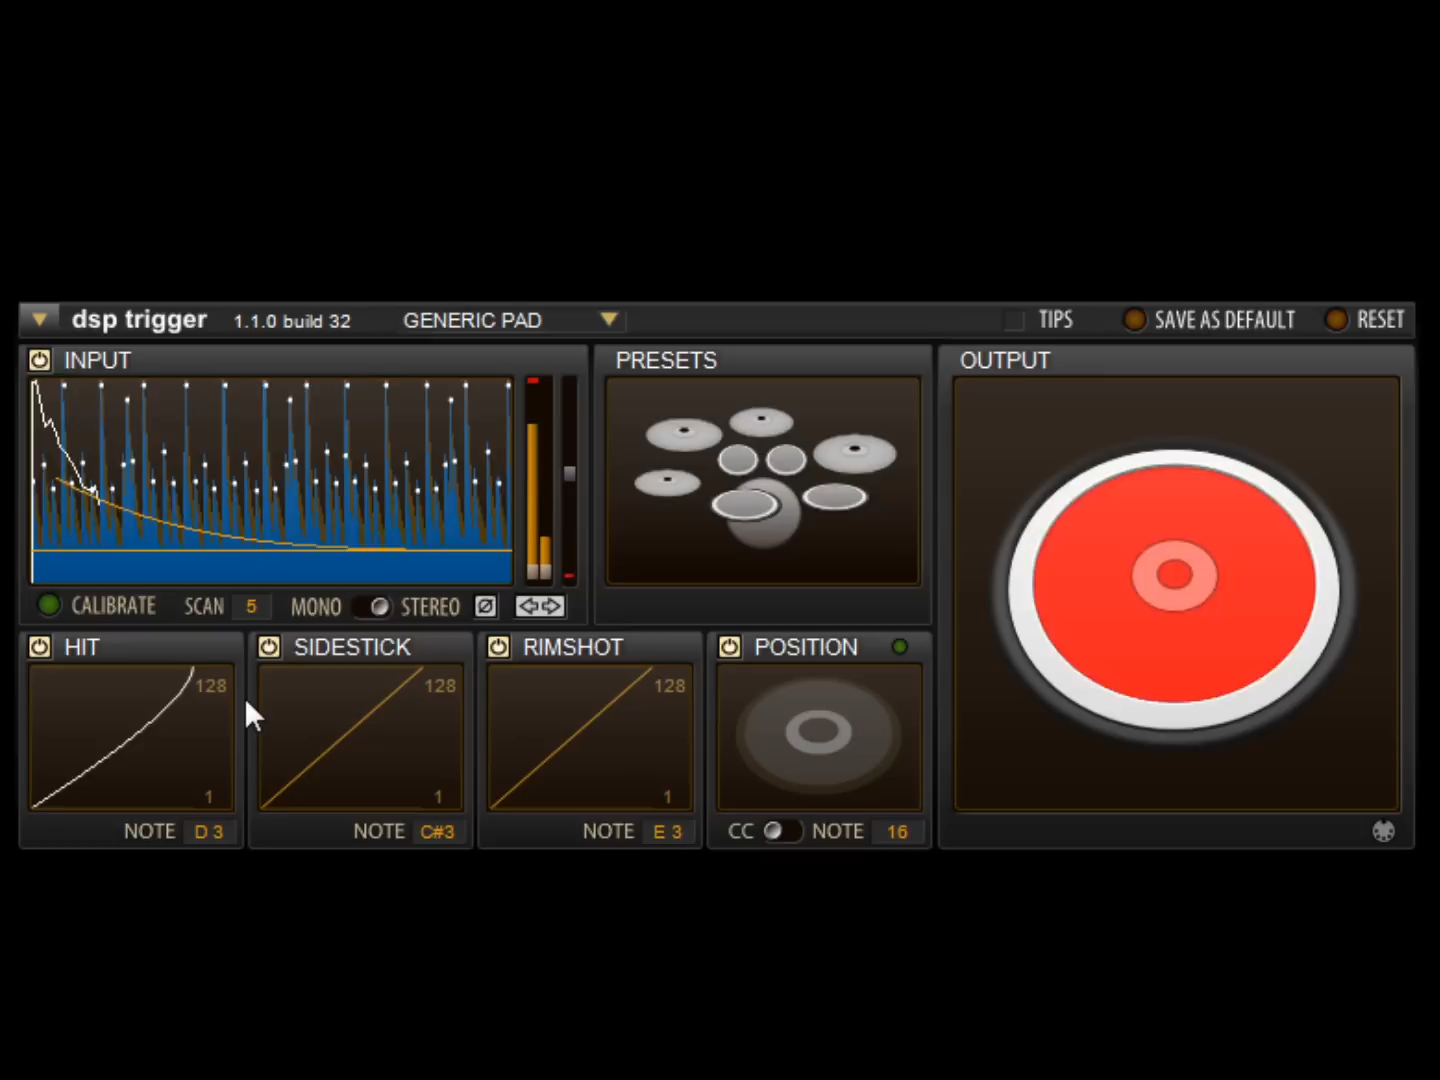 dsp trigger 1.1.0 build 32 GENERIC PAD TIPS SAVE AS DEFAULT RESET
INPUT PRESETS OUTPUT
CALIBRATE SCAN 5 MONO STEREO Ø
HIT SIDESTICK RIMSHOT POSITION
128 128 128
1 1 1
NOTE D 3 NOTE C#3 NOTE E 3 CC NOTE 16